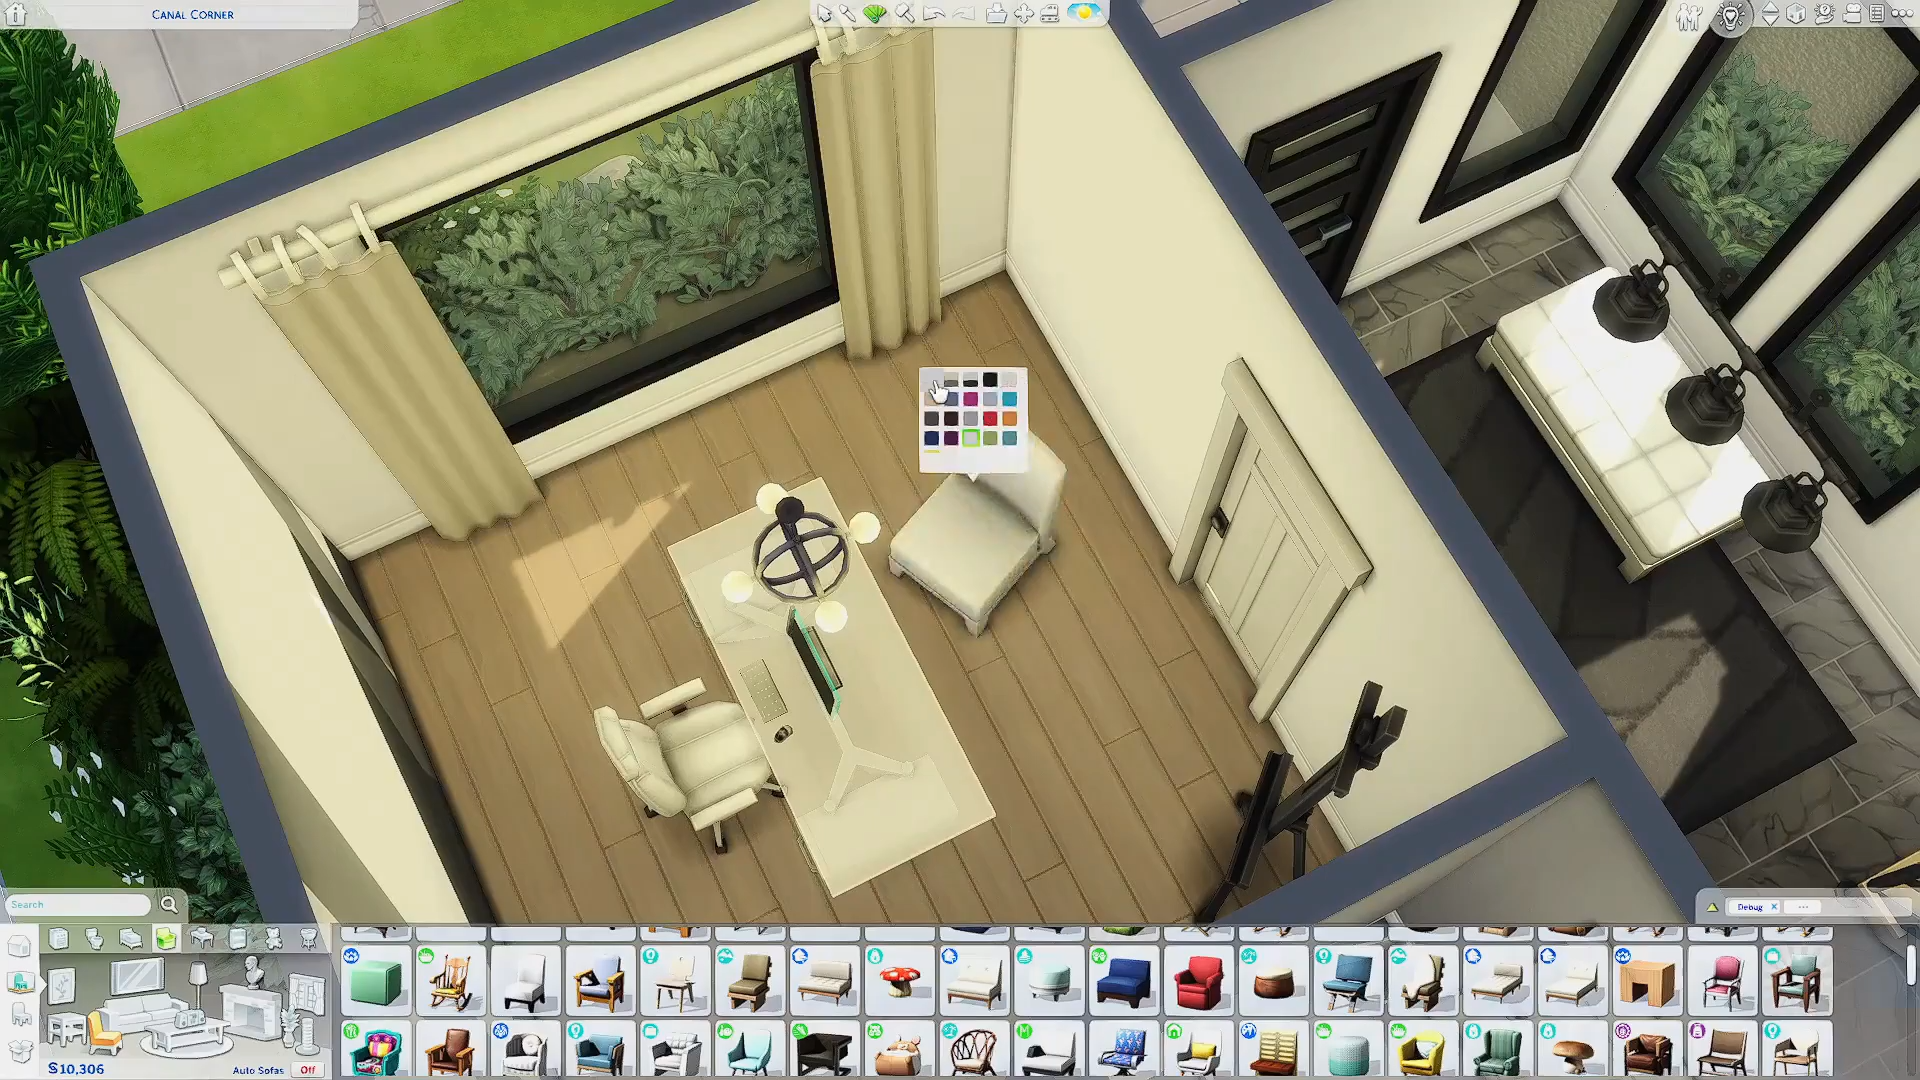 CANAL CORNER
Search
Debug ×
§10,306
Auto Sofas Off